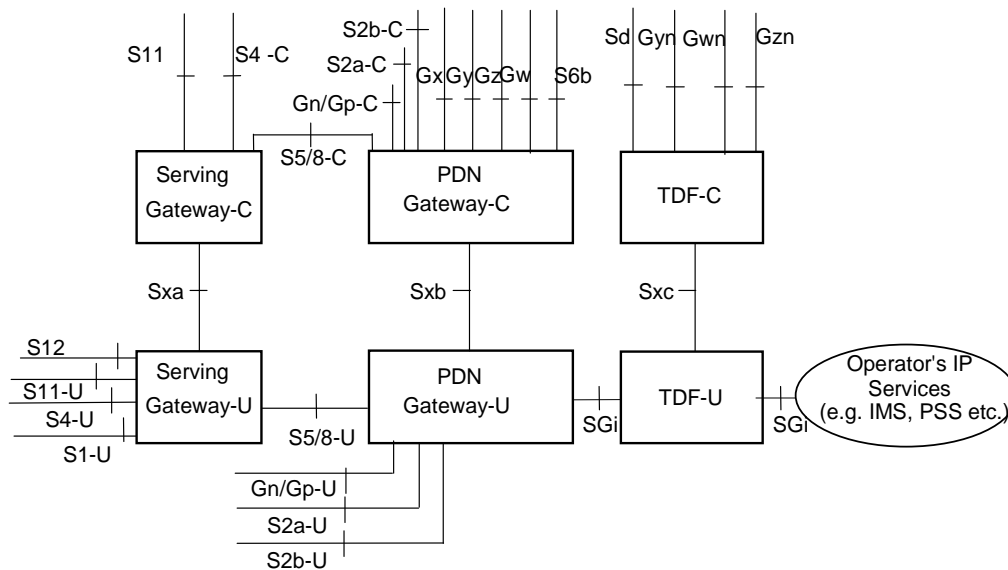 S2b-C
Sd
Gyn
Gwn
Gzn
S11
S4 -C
S2a-C
Gx
Gy
Gz
Gw
S6b
Gn/Gp-C
S5/8-C
Serving
Gateway-C
PDN
Gateway-C
TDF-C
Sxa
Sxb
Sxc
S12
S11-U
S4-U
S1-U
Serving
Gateway-U
S5/8-U
PDN
Gateway-U
SGi
TDF-U
SGi
Operator's IP
Services
(e.g. IMS, PSS etc.)
Gn/Gp-U
S2a-U
S2b-U